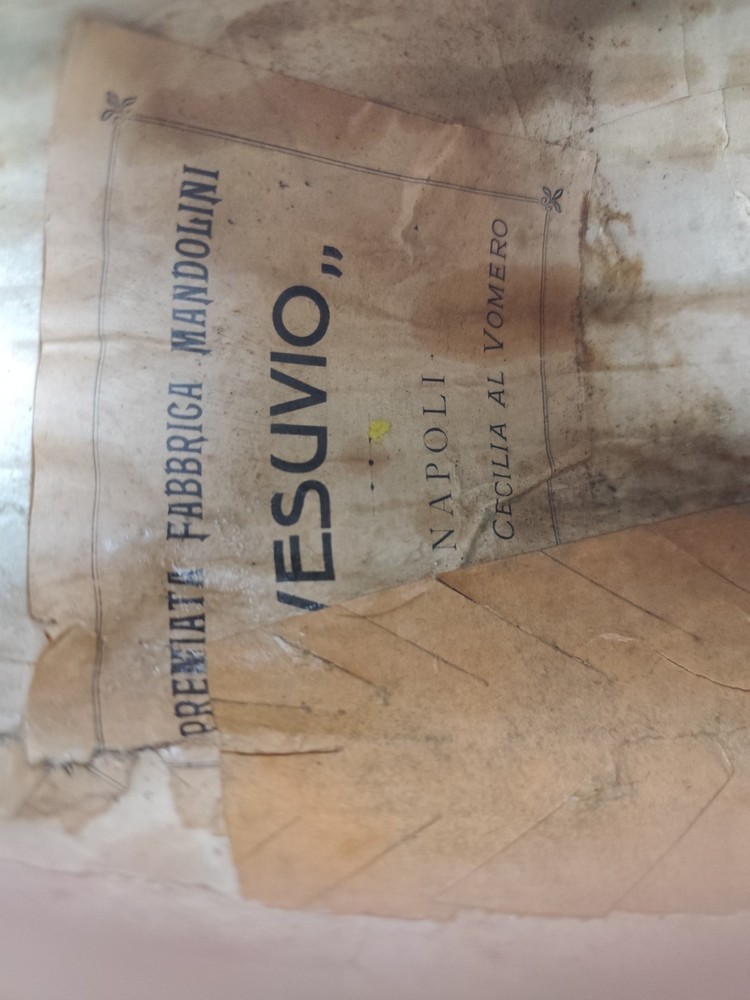 PREMIATA FABBRICA MANDOLINI
VESUVIO„
NAPOLI
CECILIA AL VOMERO